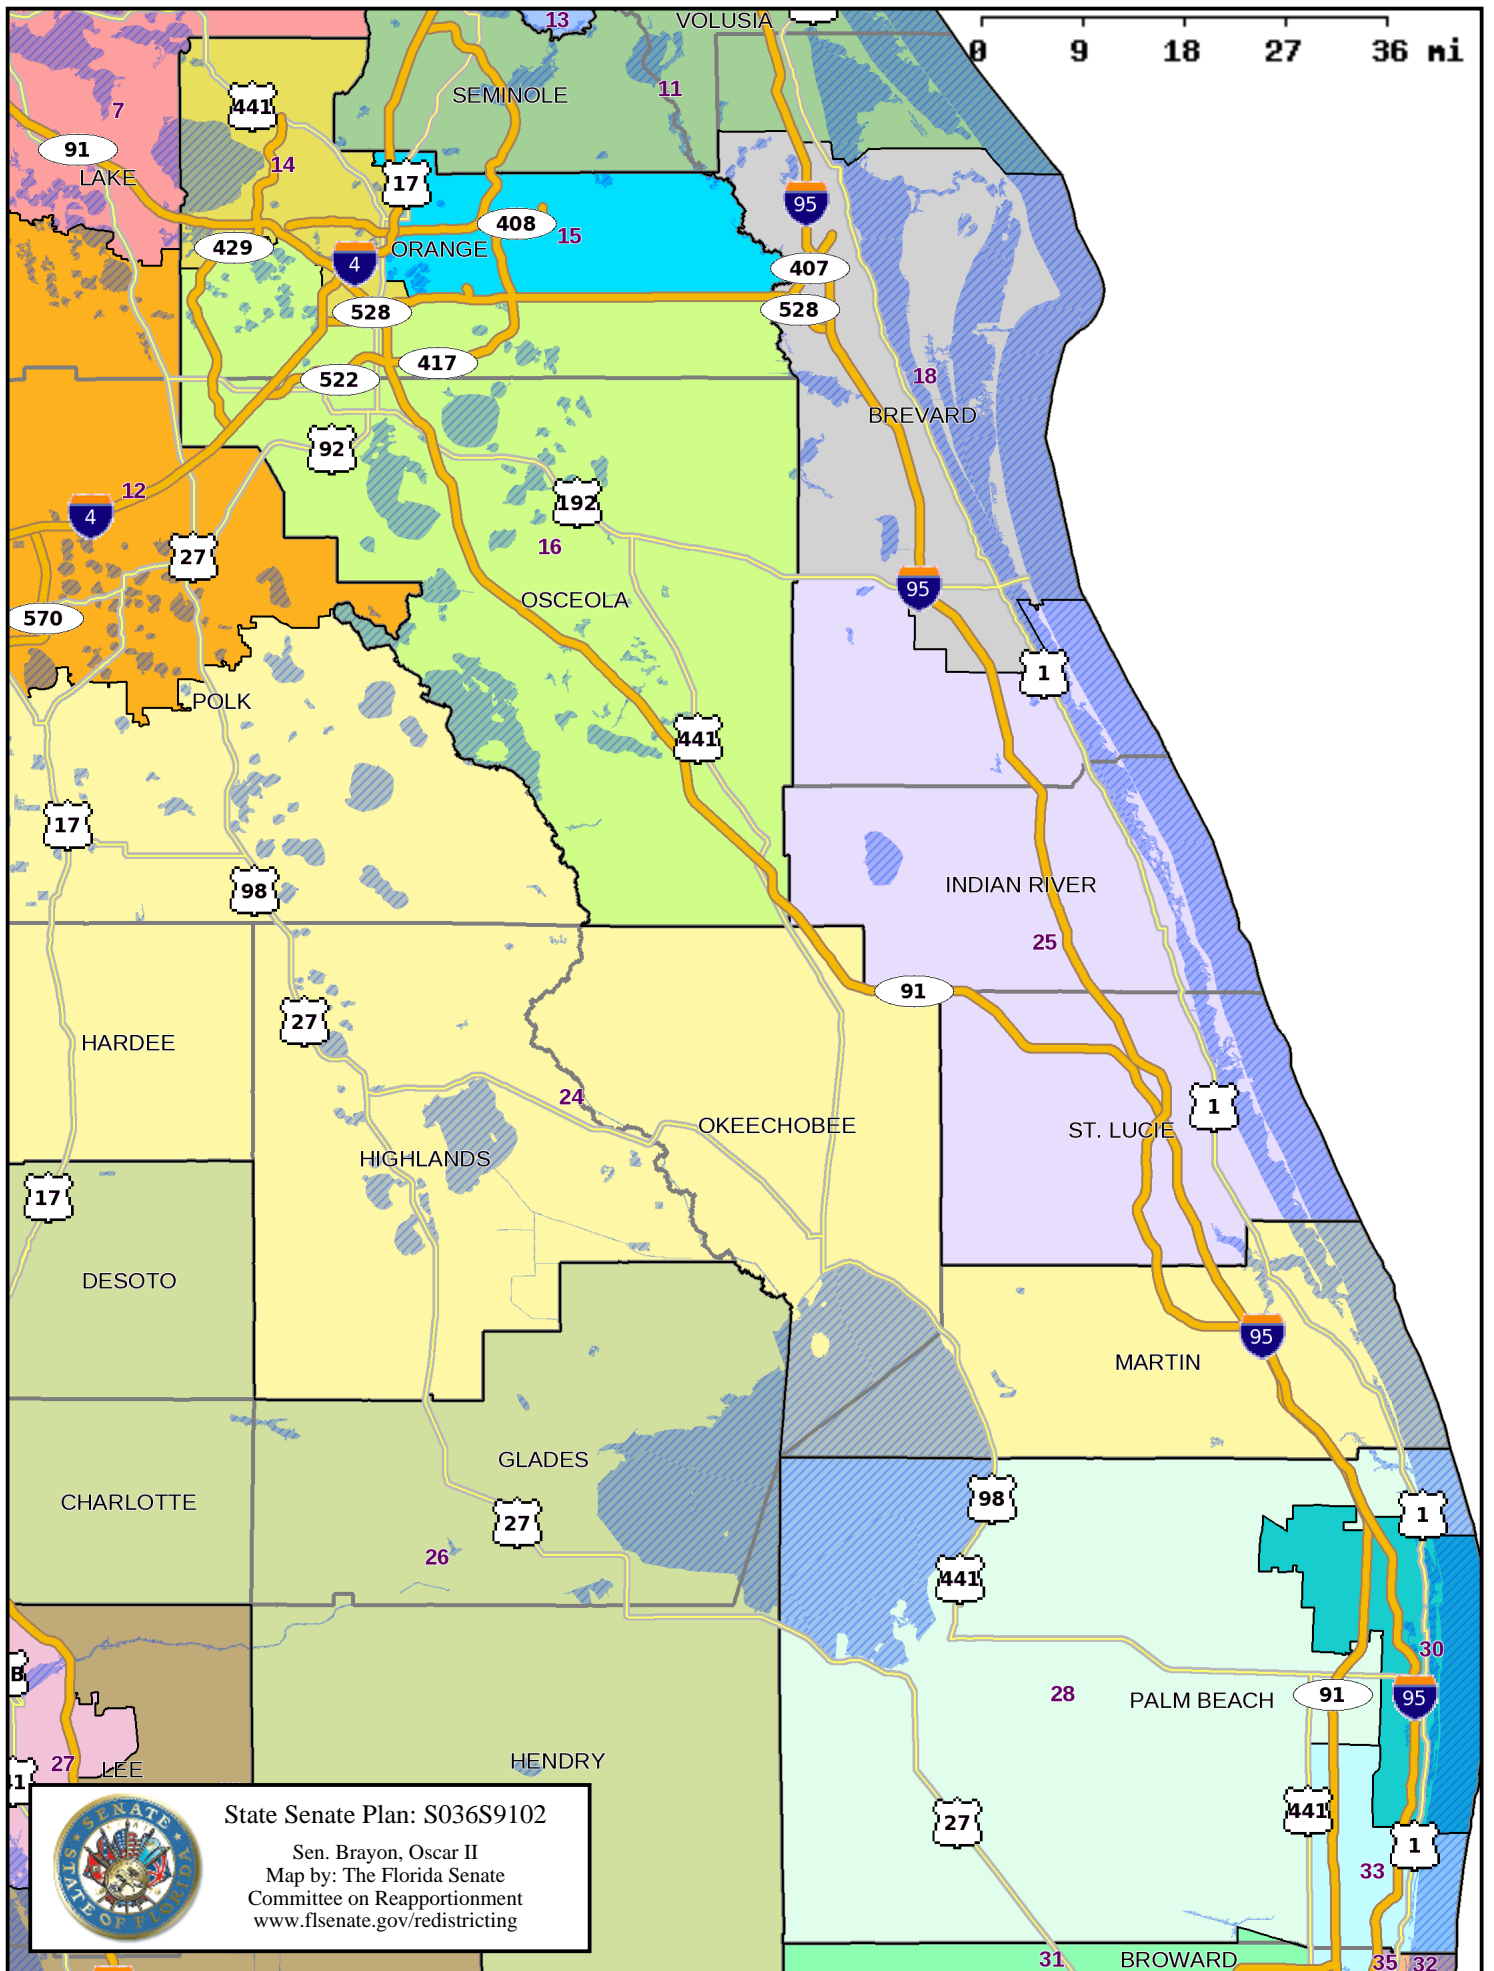 13
VOLUSIA
0 9 18 27 36 mi
SEMINOLE
11
7
441
91
14
LAKE
17
95
408
15
429
ORANGE
4
407
528
528
417
522
18
BREVARD
92
12
4
192
16
27
95
OSCEOLA
570
1
POLK
441
17
INDIAN RIVER
98
25
91
27
HARDEE
24
1
OKEECHOBEE
ST. LUCIE
HIGHLANDS
17
DESOTO
95
MARTIN
GLADES
98
CHARLOTTE
1
27
26
441
30
B
28
PALM BEACH
91
95
27
LEE
HENDRY
41
441
27
1
33
31
BROWARD
35
32
SENATE
STATE OF FLORIDA
State Senate Plan: S036S9102
Sen. Brayon, Oscar II
Map by: The Florida Senate
Committee on Reapportionment
www.flsenate.gov/redistricting